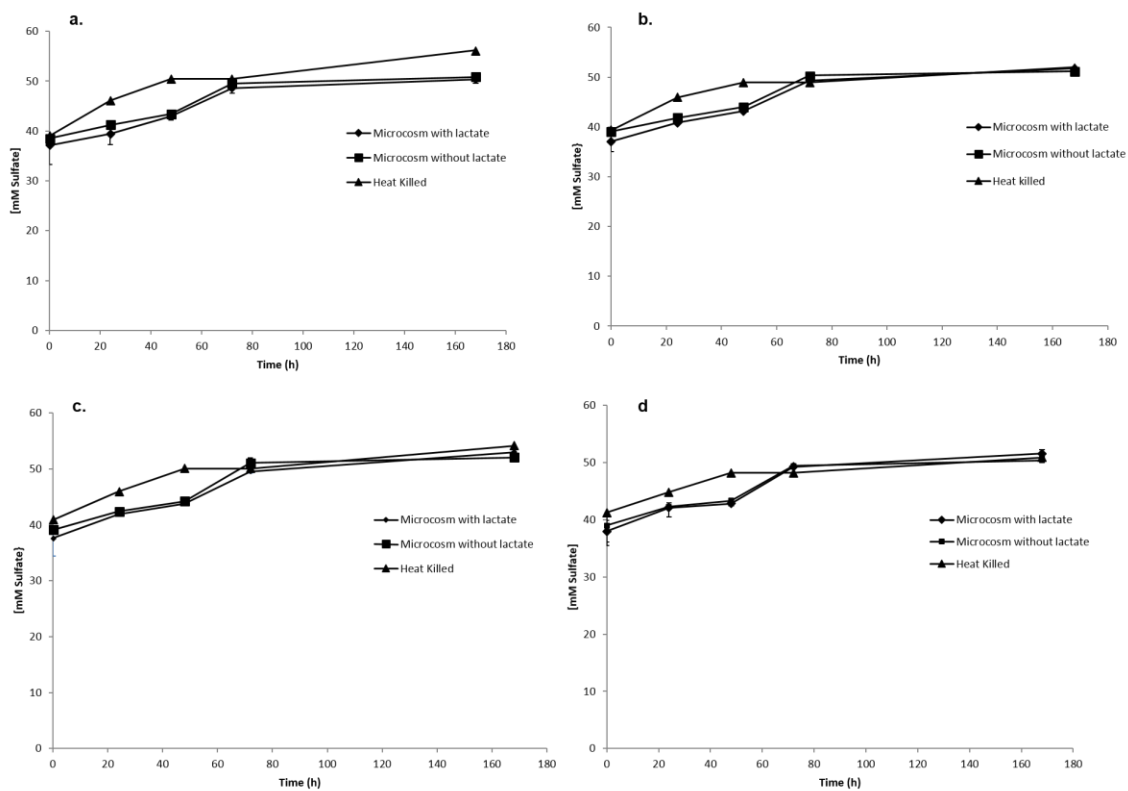 a.
60
50
40
30
20
10
0
[mM Sulfate]
0 20 40 60 80 100 120 140 160 180
Time (h)
Microcosm with lactate
Microcosm without lactate
Heat Killed
b.
60
50
40
30
20
10
0
[mM Sulfate}
0 20 40 60 80 100 120 140 160 180
Time (h)
Microcosm with lactate
Microcosm without lactate
Heat killed
c.
60
50
40
30
20
10
0
[mM Sulfate}
0 20 40 60 80 100 120 140 160 180
Time (h)
Microcosm with lactate
Microcosm without lactate
Heat Killed
d
60
50
40
30
20
10
0
[mM Sulfate}
0 20 40 60 80 100 120 140 160 180
Time (h)
Microcosm with lactate
Microcosm without lactate
Heat Killed